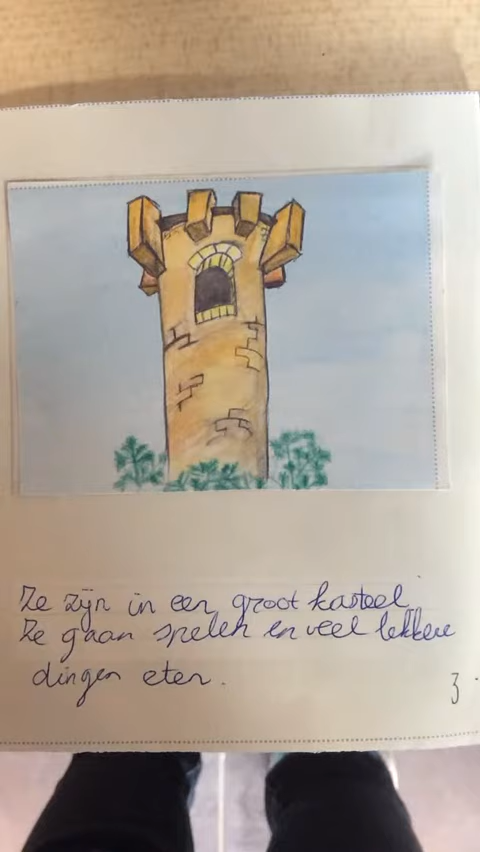 Ze zijn in een groot kasteel.
Ze gaan spelen en veel lekkere
dingen eten.
3